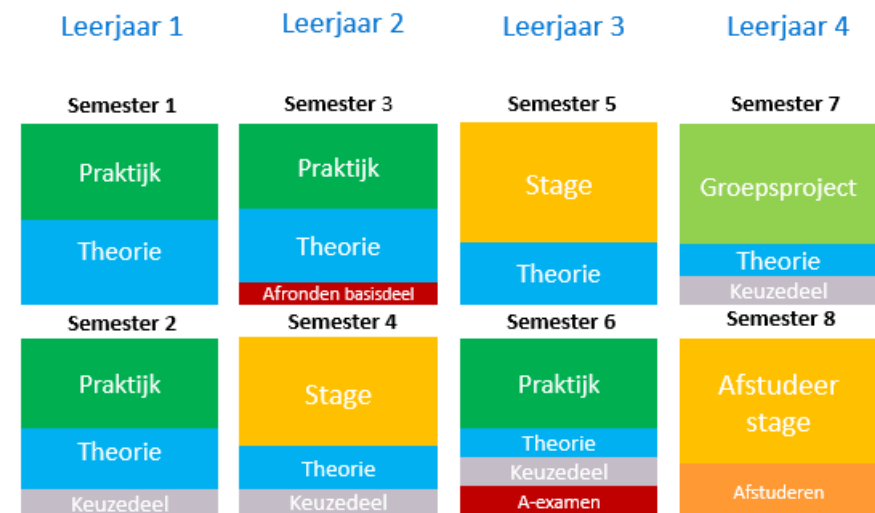 Leerjaar 1
Leerjaar 2
Leerjaar 3
Leerjaar 4
Semester 1
Praktijk
Theorie
Semester 3
Praktijk
Theorie
Afronden basisdeel
Semester 5
Stage
Theorie
Semester 7
Groepsproject
Theorie
Keuzedeel
Semester 2
Praktijk
Theorie
Keuzedeel
Semester 4
Stage
Theorie
Keuzedeel
Semester 6
Praktijk
Theorie
Keuzedeel
A-examen
Semester 8
Afstudeer
stage
Afstuderen